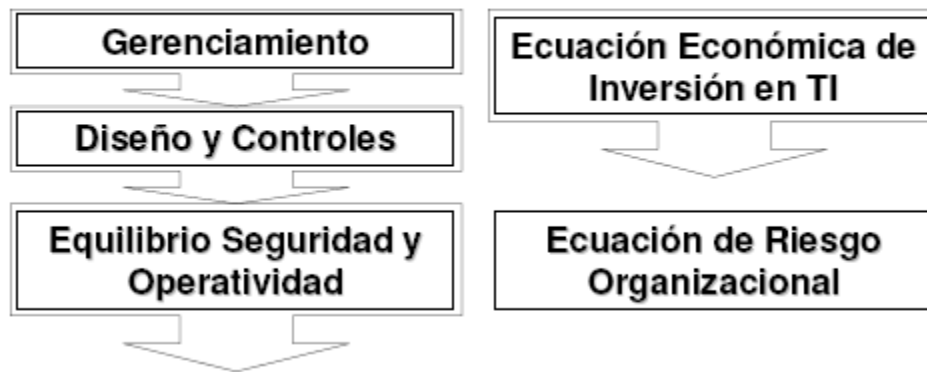 Gerenciamiento
Diseño y Controles
Equilibrio Seguridad y
Operatividad
Ecuación Económica de
Inversión en TI
Ecuación de Riesgo
Organizacional